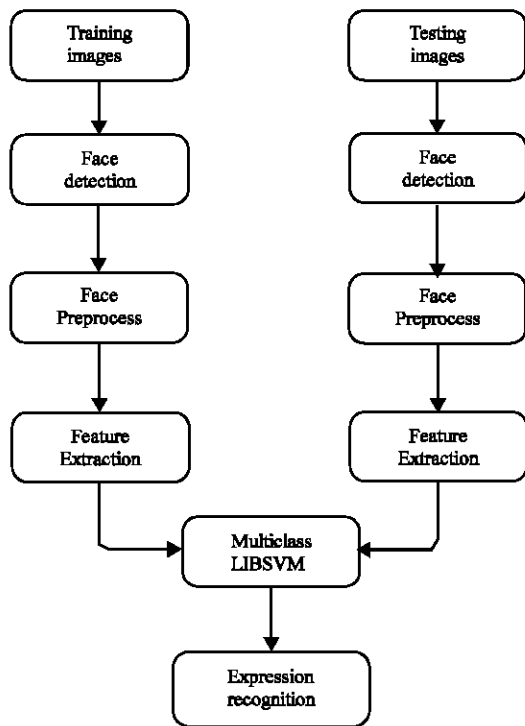 Training
images
Testing
images
Face
detection
Face
detection
Face
Preprocess
Face
Preprocess
Feature
Extraction
Feature
Extraction
Multiclass
LIBSVM
Expression
recognition